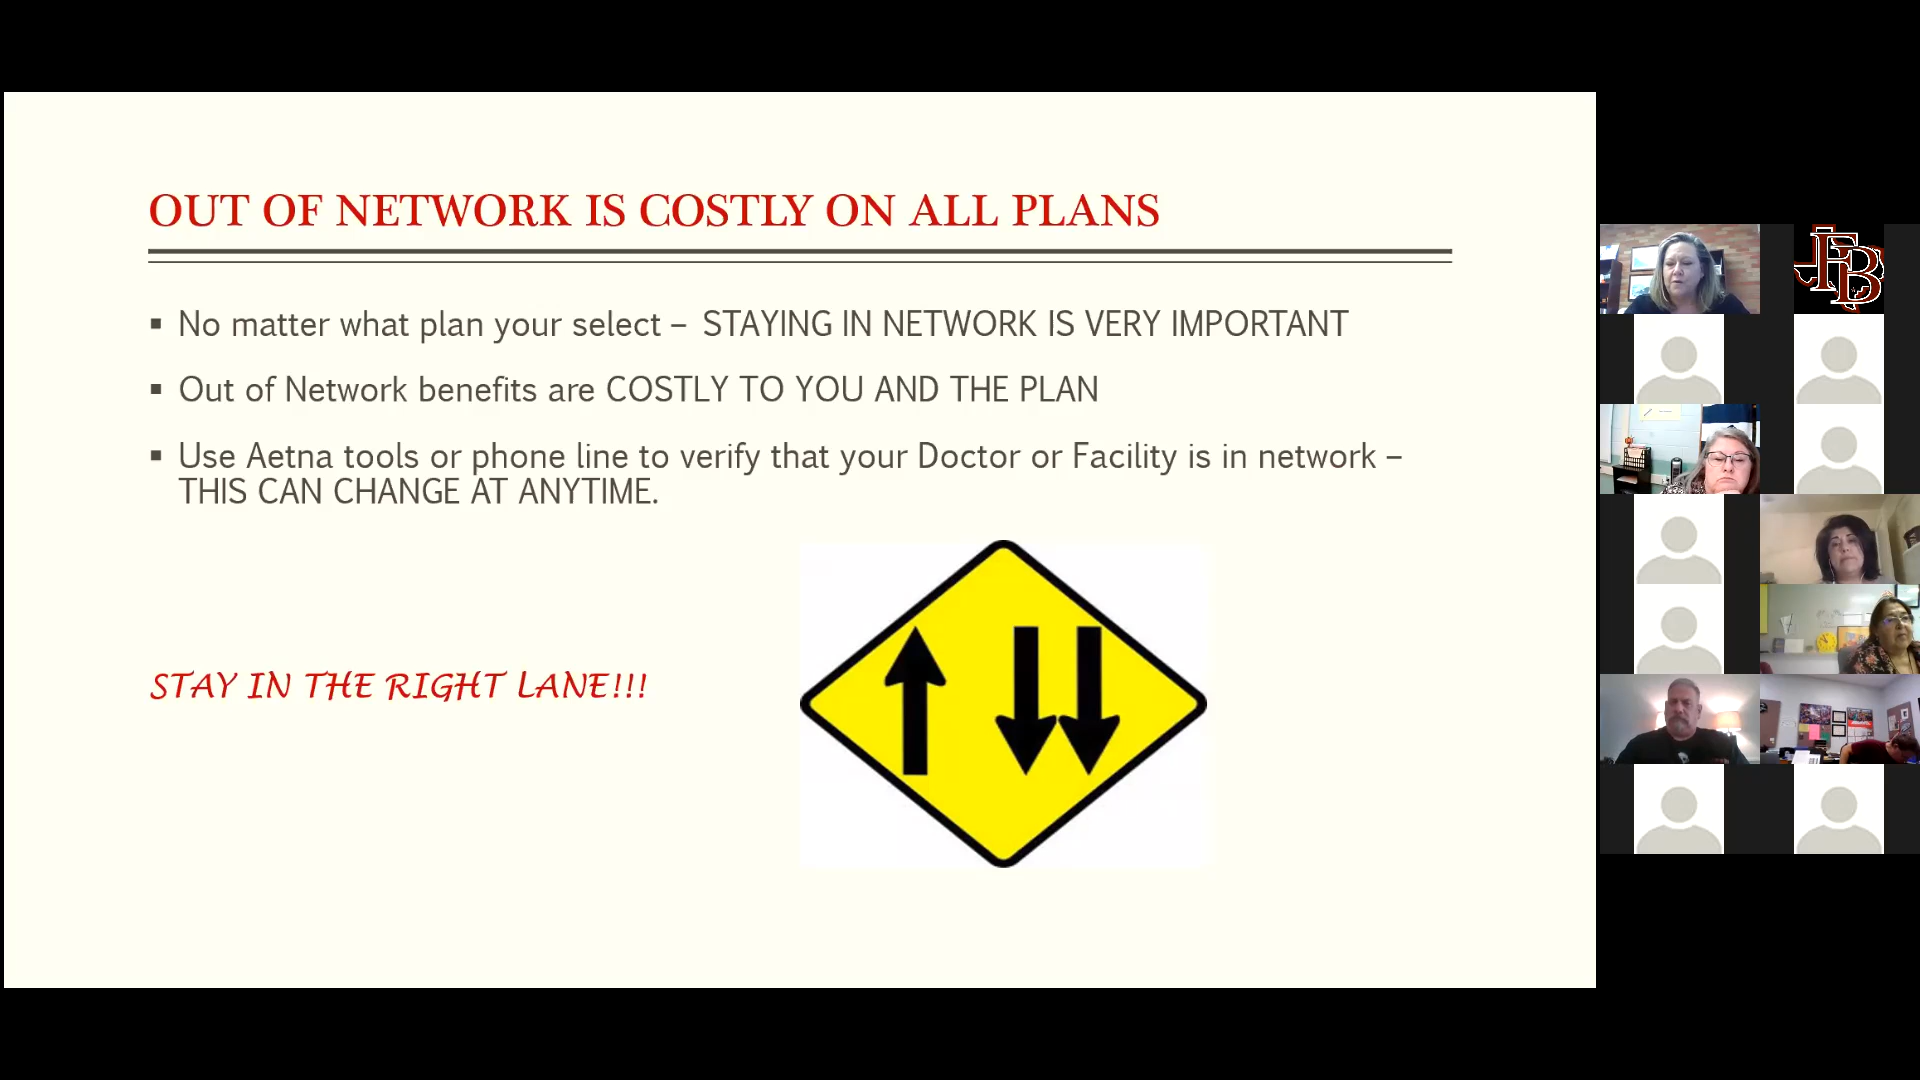 OUT OF NETWORK IS COSTLY ON ALL PLANS
▪ No matter what plan your select – STAYING IN NETWORK IS VERY IMPORTANT
▪ Out of Network benefits are COSTLY TO YOU AND THE PLAN
▪ Use Aetna tools or phone line to verify that your Doctor or Facility is in network –
THIS CAN CHANGE AT ANYTIME.
STAY IN THE RIGHT LANE!!!
FB